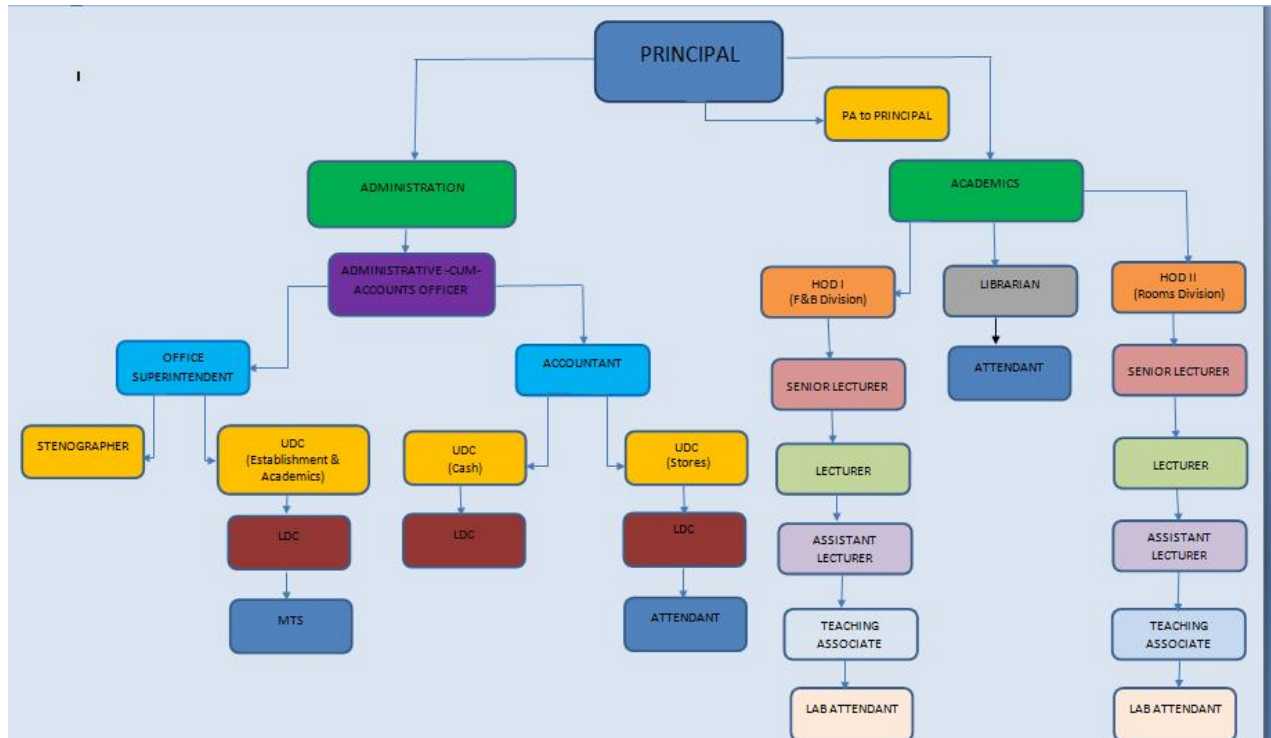 PRINCIPAL
PA to PRINCIPAL
ADMINISTRATION
ACADEMICS
ADMINISTRATIVE -CUM-
ACCOUNTS OFFICER
HOD I
(F&B Division)
LIBRARIAN
HOD II
(Rooms Division)
OFFICE
SUPERINTENDENT
ACCOUNTANT
SENIOR LECTURER
ATTENDANT
SENIOR LECTURER
STENOGRAPHER
UDC
(Establishment &
Academics)
UDC
(Cash)
UDC
(Stores)
LECTURER
LECTURER
LDC
LDC
LDC
ASSISTANT
LECTURER
ASSISTANT
LECTURER
MTS
ATTENDANT
TEACHING
ASSOCIATE
TEACHING
ASSOCIATE
LAB ATTENDANT
LAB ATTENDANT